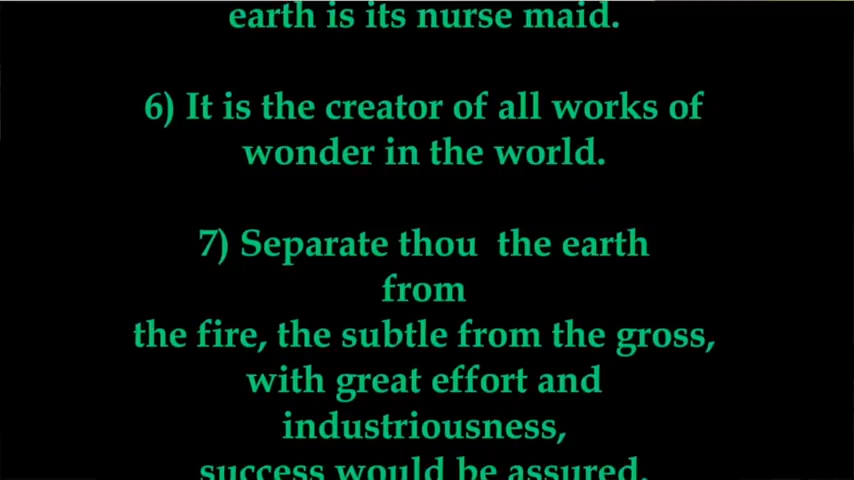 earth is its nurse maid.
6) It is the creator of all works of
wonder in the world.
7) Separate thou  the earth
from
the fire, the subtle from the gross,
with great effort and
industriousness,
success would be assured.